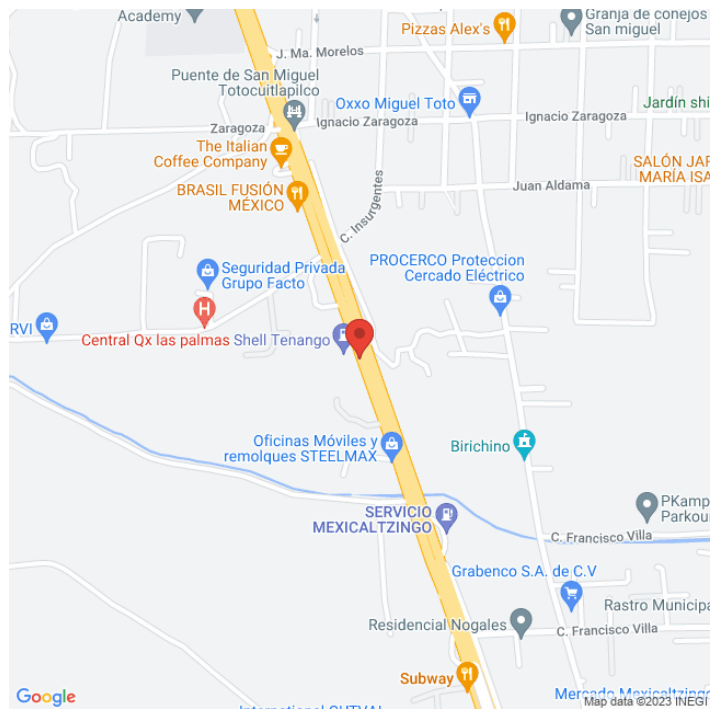 Academy
Granja de conejos
San miguel
Pizzas Alex's
J. Ma. Morelos
Puente de San Miguel
Totocuitlapilco
Oxxo Miguel Toto
Jardín shi
Zaragoza
Ignacio Zaragoza
Ignacio Zaragoza
The Italian
Coffee Company
SALÓN JAR
MARÍA ISA
BRASIL FUSIÓN
MÉXICO
Juan Aldama
C. Insurgentes
PROCERCO Proteccion
Cercado Eléctrico
Seguridad Privada
Grupo Facto
RVI
Central Qx las palmas
Shell Tenango
Oficinas Móviles y
remolques STEELMAX
Birichino
SERVICIO
MEXICALTZINGO
PKamp
Parkour
C. Francisco Villa
Grabenco S.A. de C.V
Rastro Municipa
Residencial Nogales
C. Francisco Villa
Subway
Mercado Mexicaltzingo
Google
Map data ©2023 INEGI